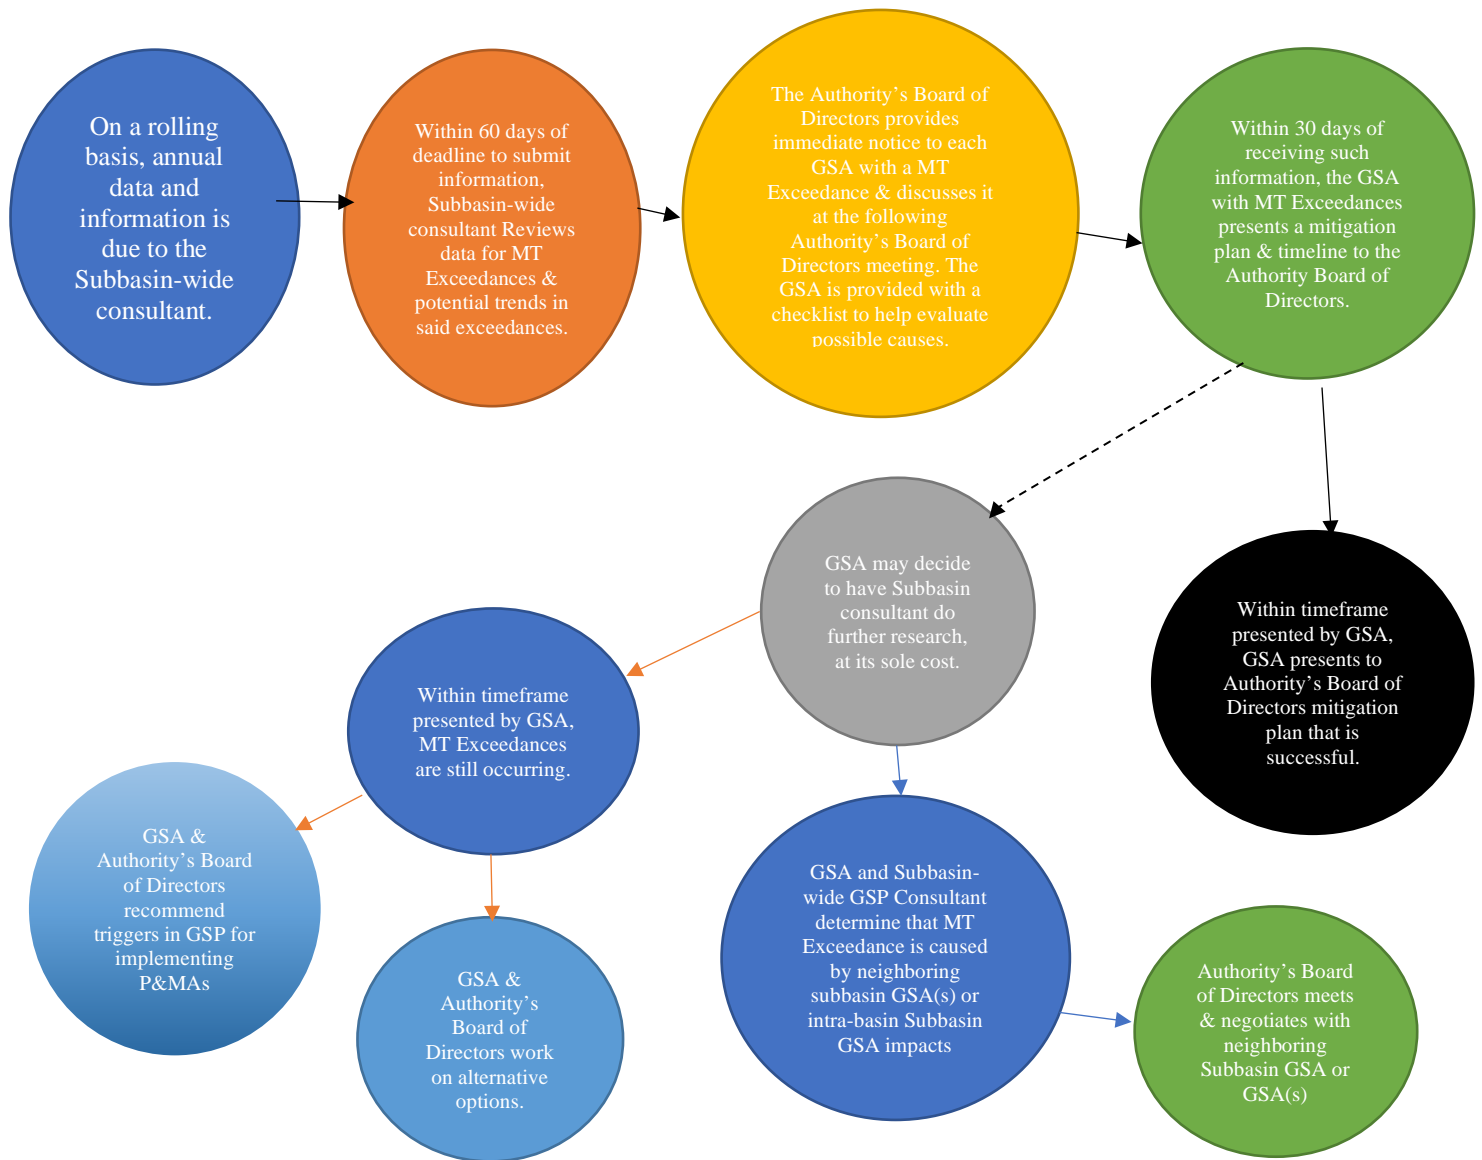 On a rolling
basis, annual
data and
information is
due to the
Subbasin-wide
consultant.
Within 60 days of
deadline to submit
information,
Subbasin-wide
consultant Reviews
data for MT
Exceedances &
potential trends in
said exceedances.
The Authority’s Board of
Directors provides
immediate notice to each
GSA with a MT
Exceedance & discusses it
at the following
Authority’s Board of
Directors meeting. The
GSA is provided with a
checklist to help evaluate
possible causes.
Within 30 days of
receiving such
information, the GSA
with MT Exceedances
presents a mitigation
plan & timeline to the
Authority Board of
Directors.
GSA may decide
to have Subbasin
consultant do
further research,
at its sole cost.
Within timeframe
presented by GSA,
GSA presents to
Authority’s Board of
Directors mitigation
plan that is
successful.
Within timeframe
presented by GSA,
MT Exceedances
are still occurring.
GSA &
Authority’s Board
of Directors
recommend
triggers in GSP for
implementing
P&MAs
GSA &
Authority’s
Board of
Directors work
on alternative
options.
GSA and Subbasin-
wide GSP Consultant
determine that MT
Exceedance is caused
by neighboring
subbasin GSA(s) or
intra-basin Subbasin
GSA impacts
Authority’s Board
of Directors meets
& negotiates with
neighboring
Subbasin GSA or
GSA(s)